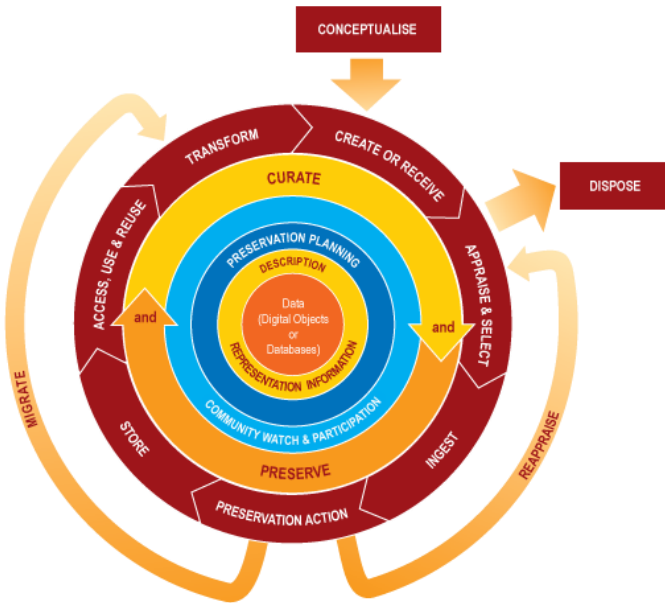 CONCEPTUALISE
DISPOSE
TRANSFORM
CREATE OR RECEIVE
APPRAISE & SELECT
INGEST
PRESERVATION ACTION
STORE
ACCESS, USE & REUSE
MIGRATE
REAPPRAISE
CURATE
and
PRESERVE
and
COMMUNITY WATCH & PARTICIPATION
PRESERVATION PLANNING
DESCRIPTION
REPRESENTATION INFORMATION
Data
(Digital Objects
or
Databases)